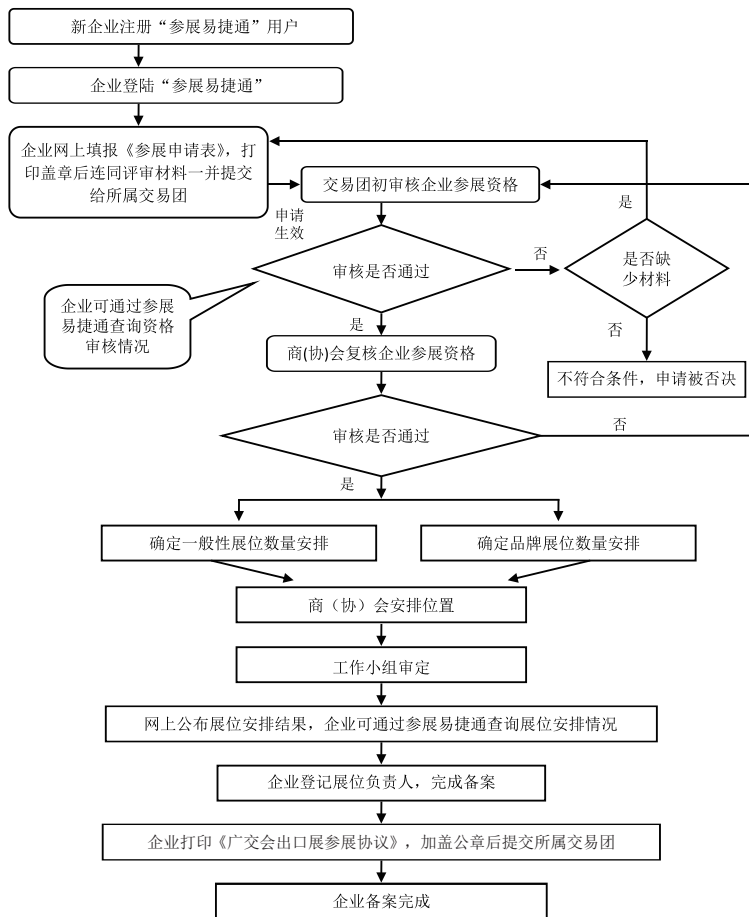 新企业注册“参展易捷通”用户
企业登陆“参展易捷通”
企业网上填报《参展申请表》，打
印盖章后连同评审材料一并提交
给所属交易团
交易团初审核企业参展资格
申请
生效
是
审核是否通过
否
是否缺
少材料
企业可通过参展
易捷通查询资格
审核情况
是
否
商(协)会复核企业参展资格
不符合条件，申请被否决
审核是否通过
否
是
确定一般性展位数量安排
确定品牌展位数量安排
商（协）会安排位置
工作小组审定
网上公布展位安排结果，企业可通过参展易捷通查询展位安排情况
企业登记展位负责人，完成备案
企业打印《广交会出口展参展协议》，加盖公章后提交所属交易团
企业备案完成